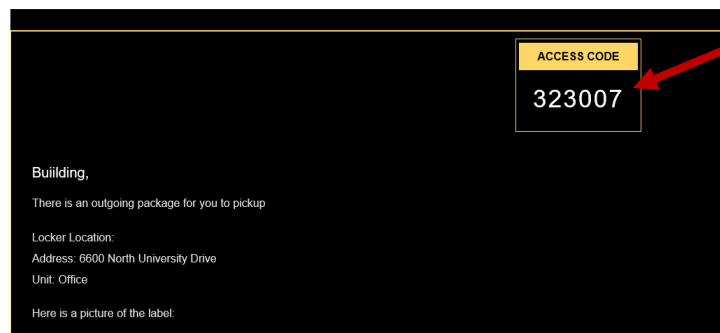 ACCESS CODE
323007
Buiilding,
There is an outgoing package for you to pickup
Locker Location:
Address: 6600 North University Drive
Unit: Office
Here is a picture of the label: